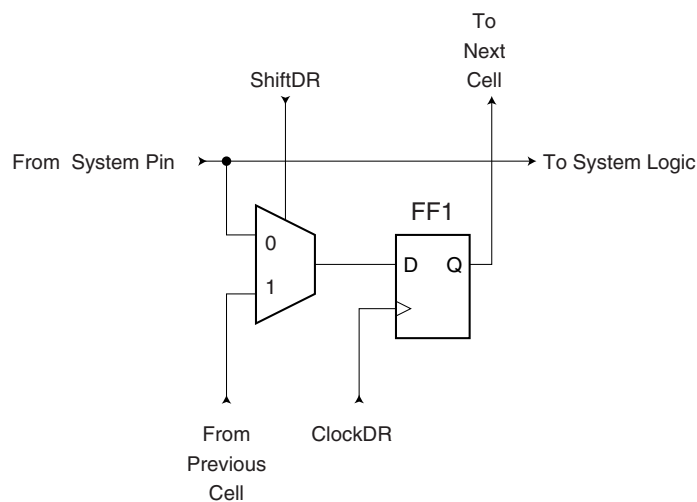 To
Next
Cell
ShiftDR
From System Pin
To System Logic
FF1
0
D Q
1
From
Previous
Cell
ClockDR